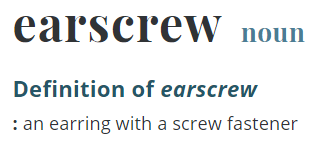 earscrew noun
Definition of earscrew
: an earring with a screw fastener